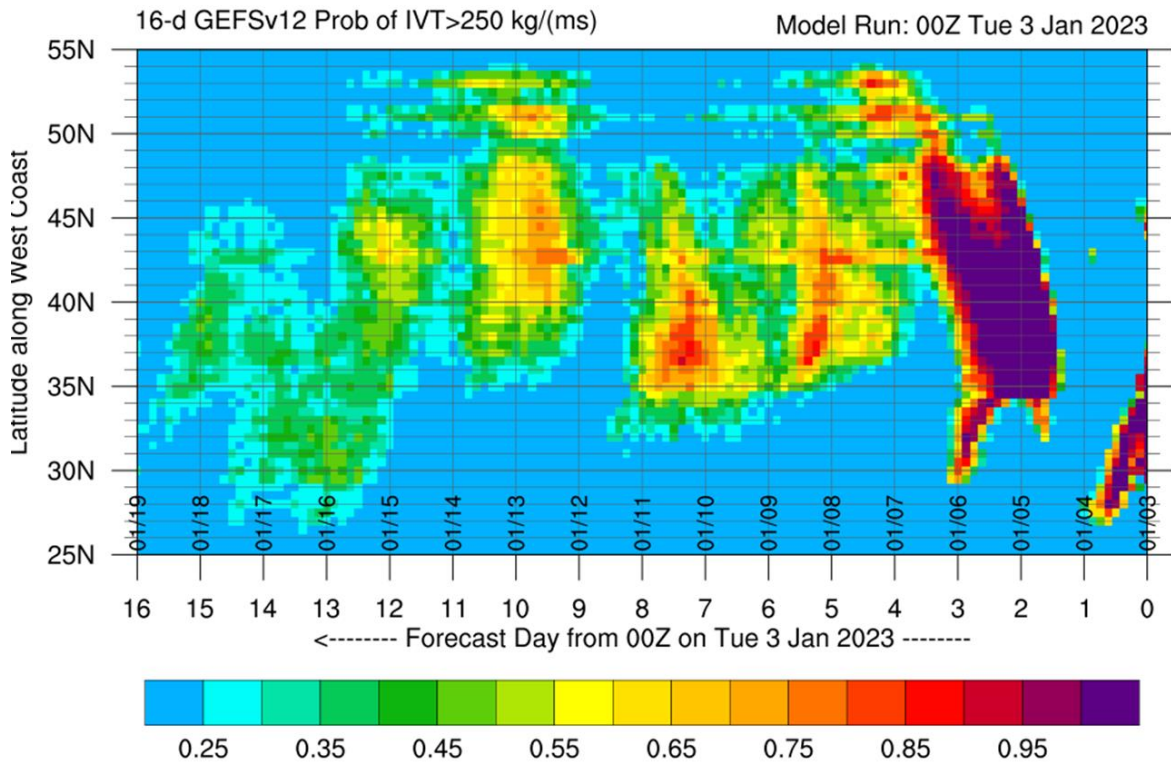 16-d GEFSv12 Prob of IVT>250 kg/(ms)
Model Run: 00Z Tue 3 Jan 2023
Latitude along West Coast
55N
50N
45N
40N
35N
30N
25N
01/19 01/18 01/17 01/16 01/15 01/14 01/13 01/12 01/11 01/10 01/09 01/08 01/07 01/06 01/05 01/04 01/03
16 15 14 13 12 11 10 9 8 7 6 5 4 3 2 1 0
<-------- Forecast Day from 00Z on Tue 3 Jan 2023 --------
0.25 0.35 0.45 0.55 0.65 0.75 0.85 0.95